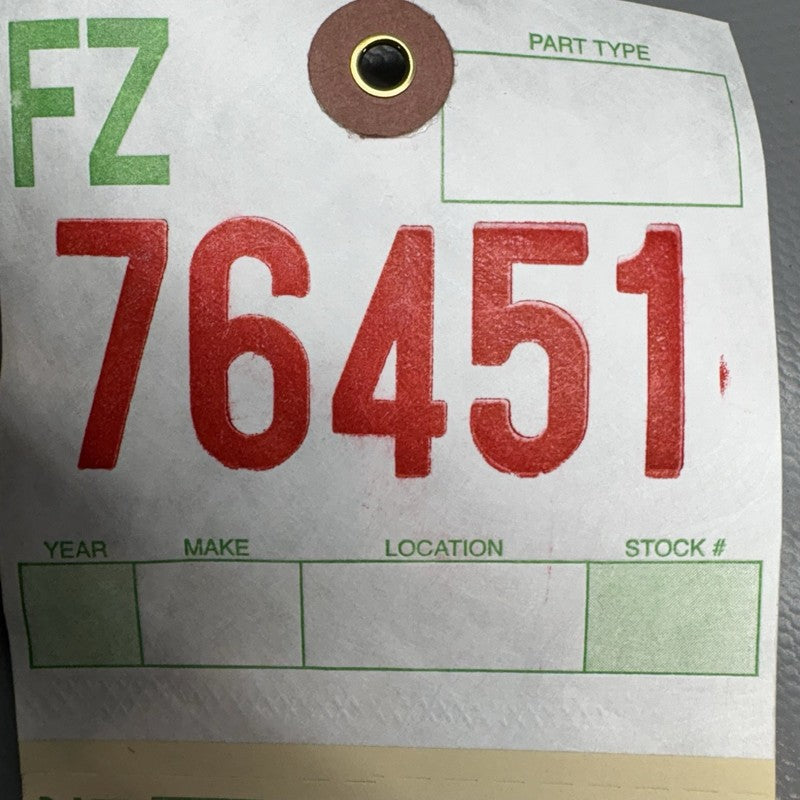 FZ
PART TYPE
76451
YEAR MAKE LOCATION STOCK #